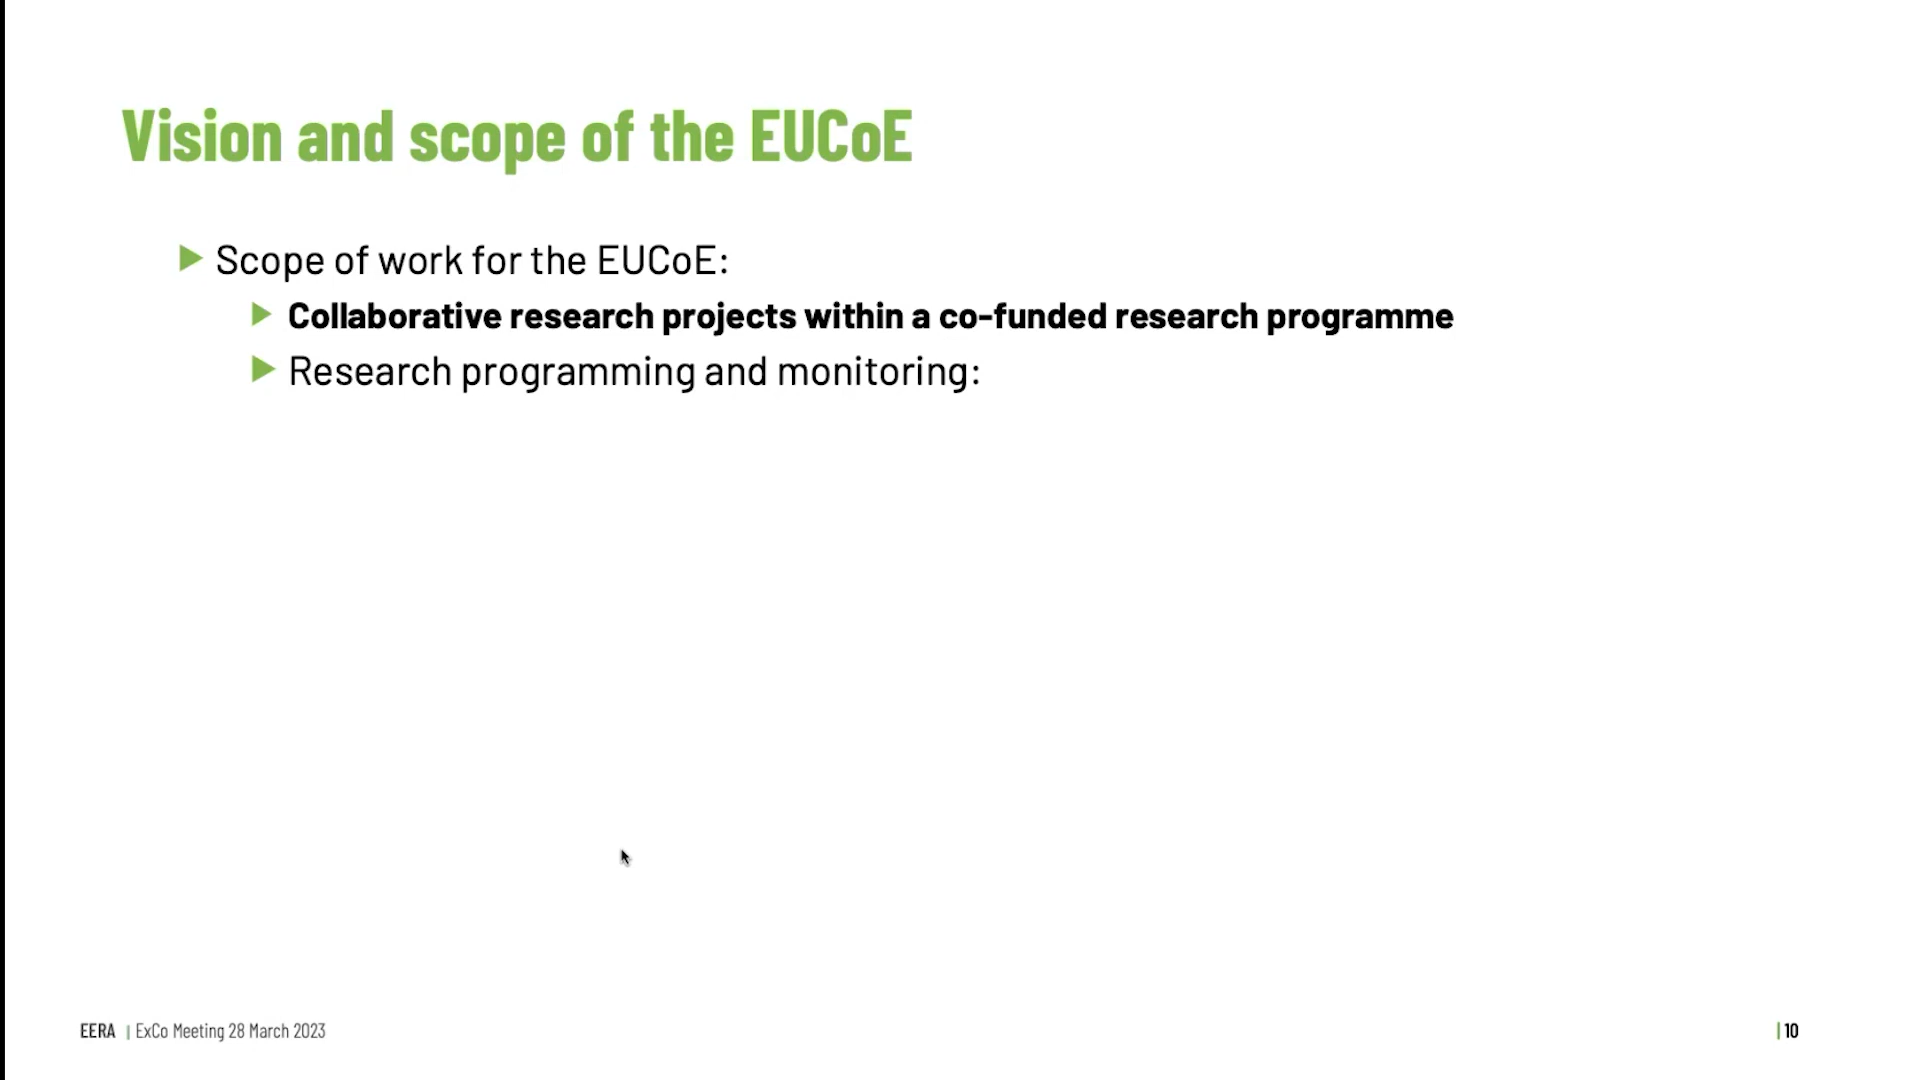 Vision and scope of the EUCoE
Scope of work for the EUCoE:
Collaborative research projects within a co-funded research programme
Research programming and monitoring:
EERA | ExCo Meeting 28 March 2023
| 10